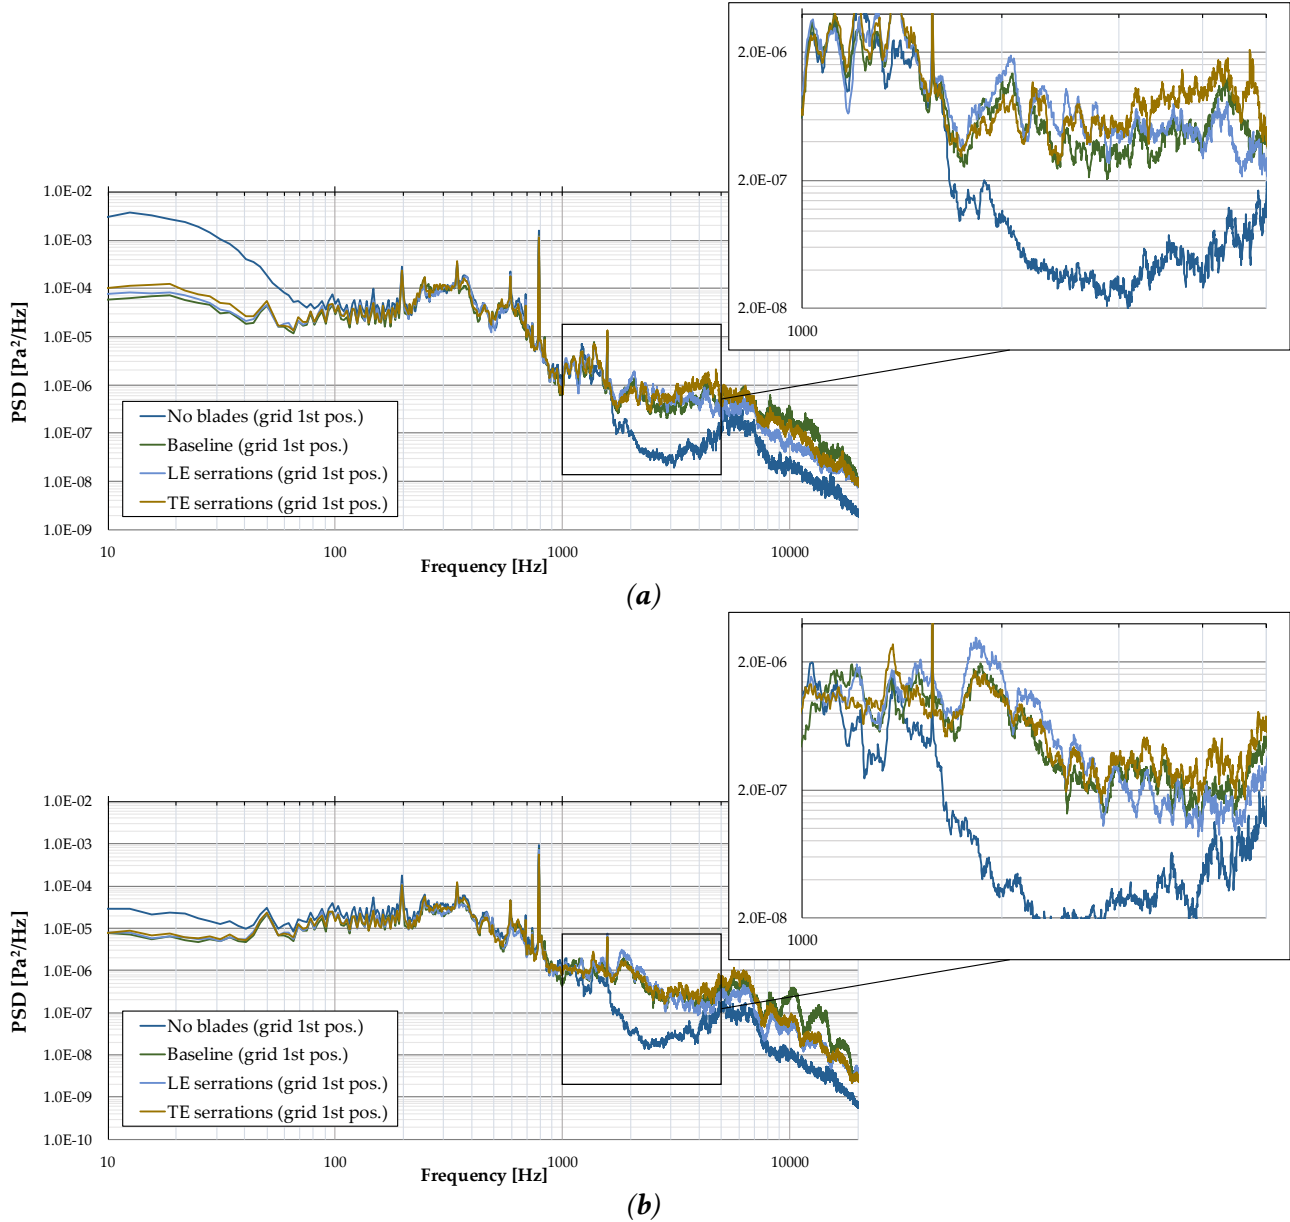 2.0E-06
2.0E-07
2.0E-08
1000
1.0E-02
1.0E-03
1.0E-04
1.0E-05
1.0E-06
1.0E-07
1.0E-08
1.0E-09
PSD [Pa²/Hz]
No blades (grid 1st pos.)
Baseline (grid 1st pos.)
LE serrations (grid 1st pos.)
TE serrations (grid 1st pos.)
10 100 1000 10000
Frequency [Hz]
(a)
2.0E-06
2.0E-07
2.0E-08
1000
1.0E-02
1.0E-03
1.0E-04
1.0E-05
1.0E-06
1.0E-07
1.0E-08
1.0E-09
1.0E-10
PSD [Pa²/Hz]
No blades (grid 1st pos.)
Baseline (grid 1st pos.)
LE serrations (grid 1st pos.)
TE serrations (grid 1st pos.)
10 100 1000 10000
Frequency [Hz]
(b)